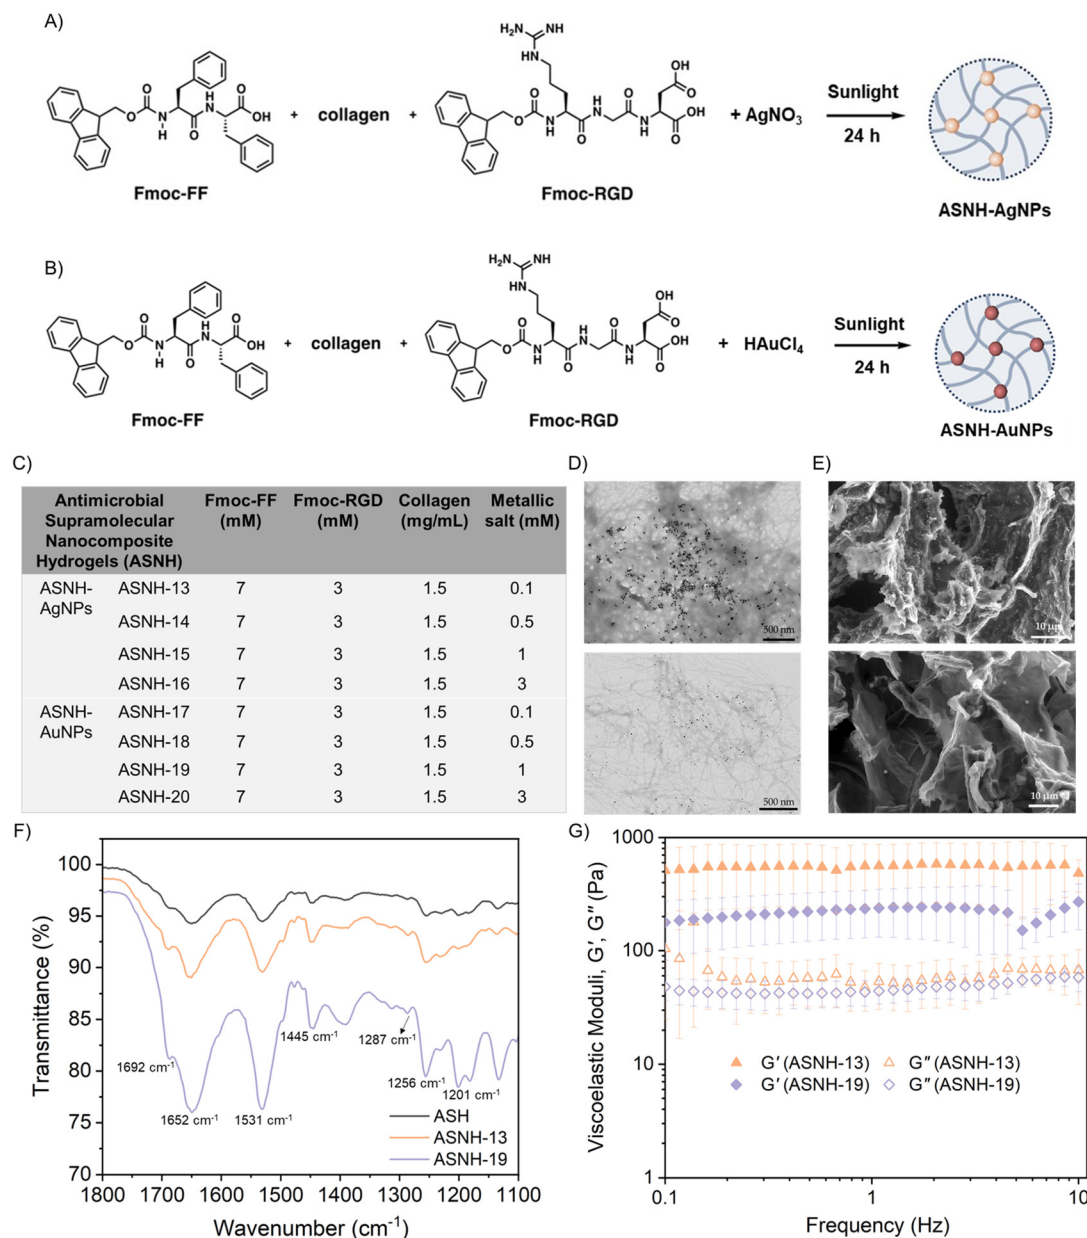 A)
H₂N NH
HN
O
O N H
H N
O
OH
Fmoc-FF
+
collagen
+
O
O N H
O
H N
O
N H
O
OH
O
OH
Fmoc-RGD
+ AgNO₃
Sunlight
24 h
ASNH-AgNPs
B)
H₂N NH
HN
O
O N H
H N
O
OH
Fmoc-FF
+
collagen
+
O
O N H
O
H N
O
N H
O
OH
O
OH
Fmoc-RGD
+
HAuCl₄
Sunlight
24 h
ASNH-AuNPs
C)
Antimicrobial Fmoc-FF Fmoc-RGD Collagen Metallic
Supramolecular (mM) (mM) (mg/mL) salt (mM)
Nanocomposite
Hydrogels (ASNH)
ASNH- ASNH-13 7 3 1.5 0.1
AgNPs
ASNH-14 7 3 1.5 0.5
ASNH-15 7 3 1.5 1
ASNH-16 7 3 1.5 3
ASNH- ASNH-17 7 3 1.5 0.1
AuNPs
ASNH-18 7 3 1.5 0.5
ASNH-19 7 3 1.5 1
ASNH-20 7 3 1.5 3
D)
500 nm
500 nm
E)
10 µm
10 µm
F)
Transmittance (%)
100
95
90
85
80
75
70
1692 cm⁻¹
1652 cm⁻¹
1531 cm⁻¹
1445 cm⁻¹
1287 cm⁻¹
1256 cm⁻¹
1201 cm⁻¹
ASH
ASNH-13
ASNH-19
1800 1700 1600 1500 1400 1300 1200 1100
Wavenumber (cm⁻¹)
G)
Viscoelastic Moduli, G′, G″ (Pa)
1000
100
10
1
G′ (ASNH-13) G″ (ASNH-13)
G′ (ASNH-19) G″ (ASNH-19)
0.1 1 10
Frequency (Hz)